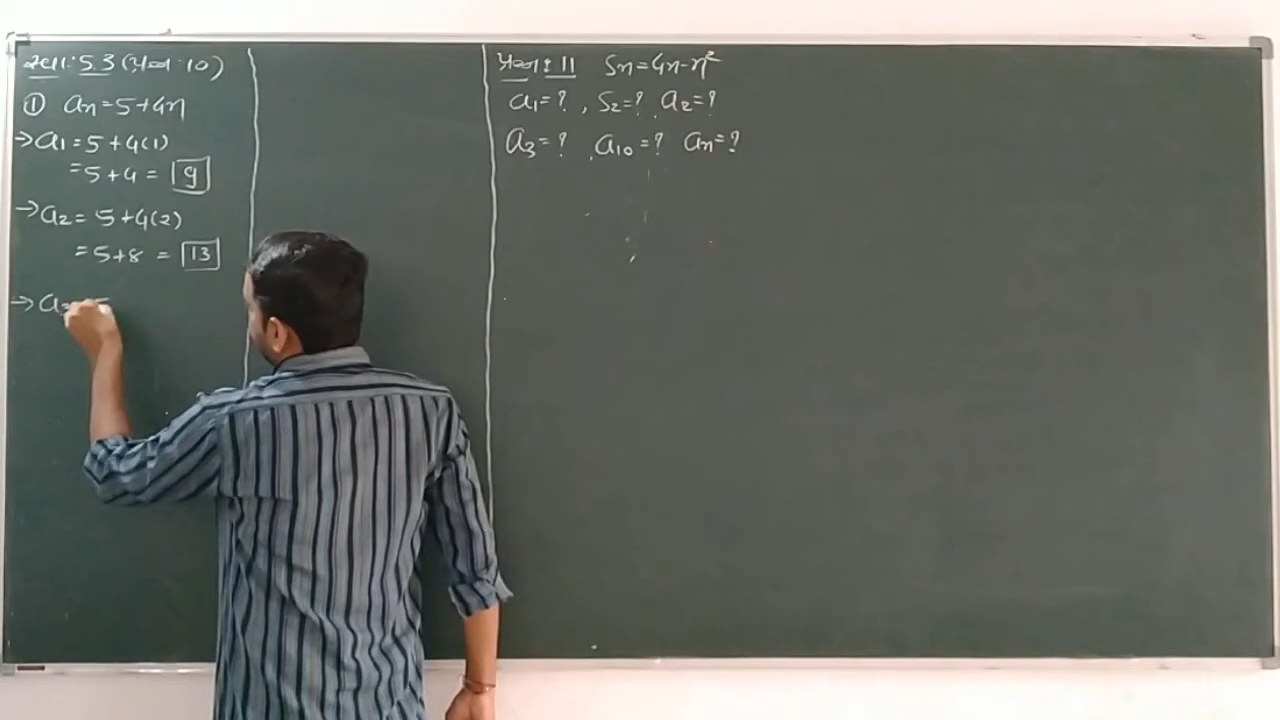 સ્વા: 5.3 (પ્રશ્ન 10)
① an = 5+4n
→ a1 = 5+4(1)
= 5+4 = 9
→ a2 = 5+4(2)
= 5+8 = 13
→ a
પ્રશ્ન : 11 Sn = 4n-n²
a1 = ? , S2 = ? , a2 = ?
a3 = ? , a10 = ? an = ?